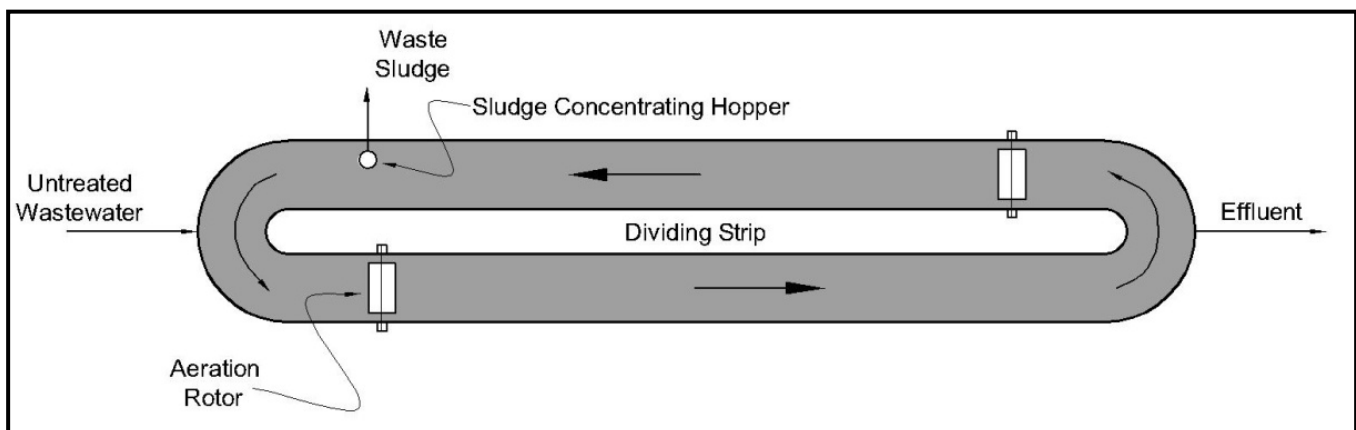 Waste
Sludge
Sludge Concentrating Hopper
Untreated
Wastewater
Dividing Strip
Effluent
Aeration
Rotor